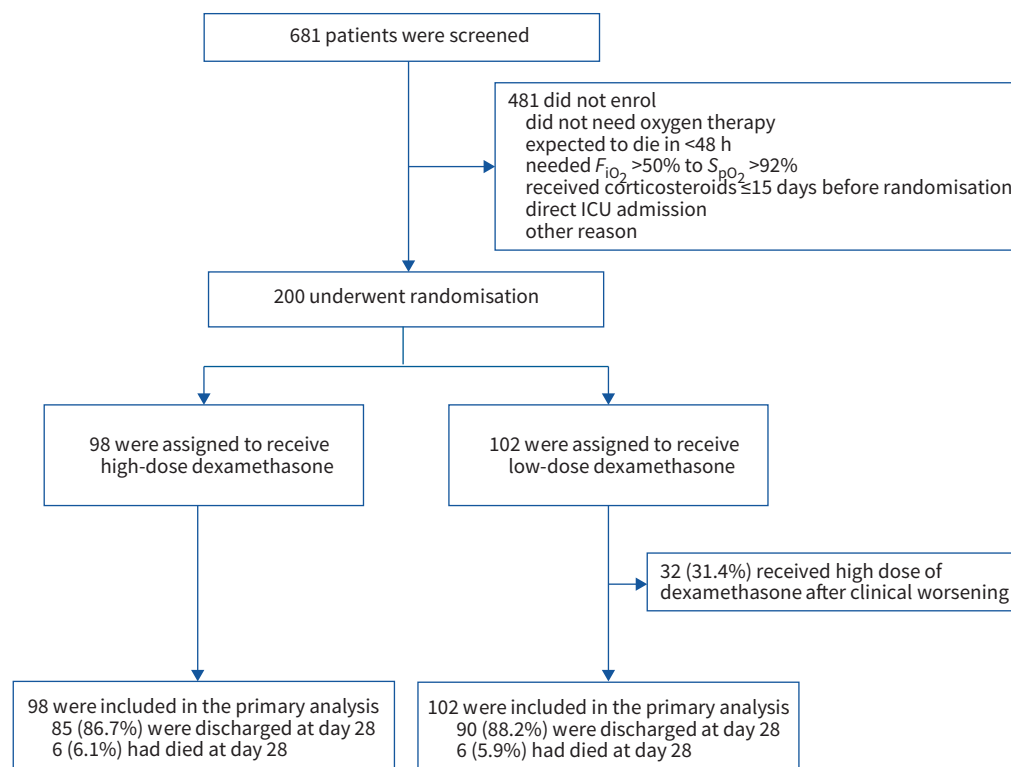 681 patients were screened
481 did not enrol
did not need oxygen therapy
expected to die in <48 h
needed FiO2 >50% to SpO2 >92%
received corticosteroids ≤15 days before randomisation
direct ICU admission
other reason
200 underwent randomisation
98 were assigned to receive
high-dose dexamethasone
102 were assigned to receive
low-dose dexamethasone
32 (31.4%) received high dose of
dexamethasone after clinical worsening
98 were included in the primary analysis
85 (86.7%) were discharged at day 28
6 (6.1%) had died at day 28
102 were included in the primary analysis
90 (88.2%) were discharged at day 28
6 (5.9%) had died at day 28